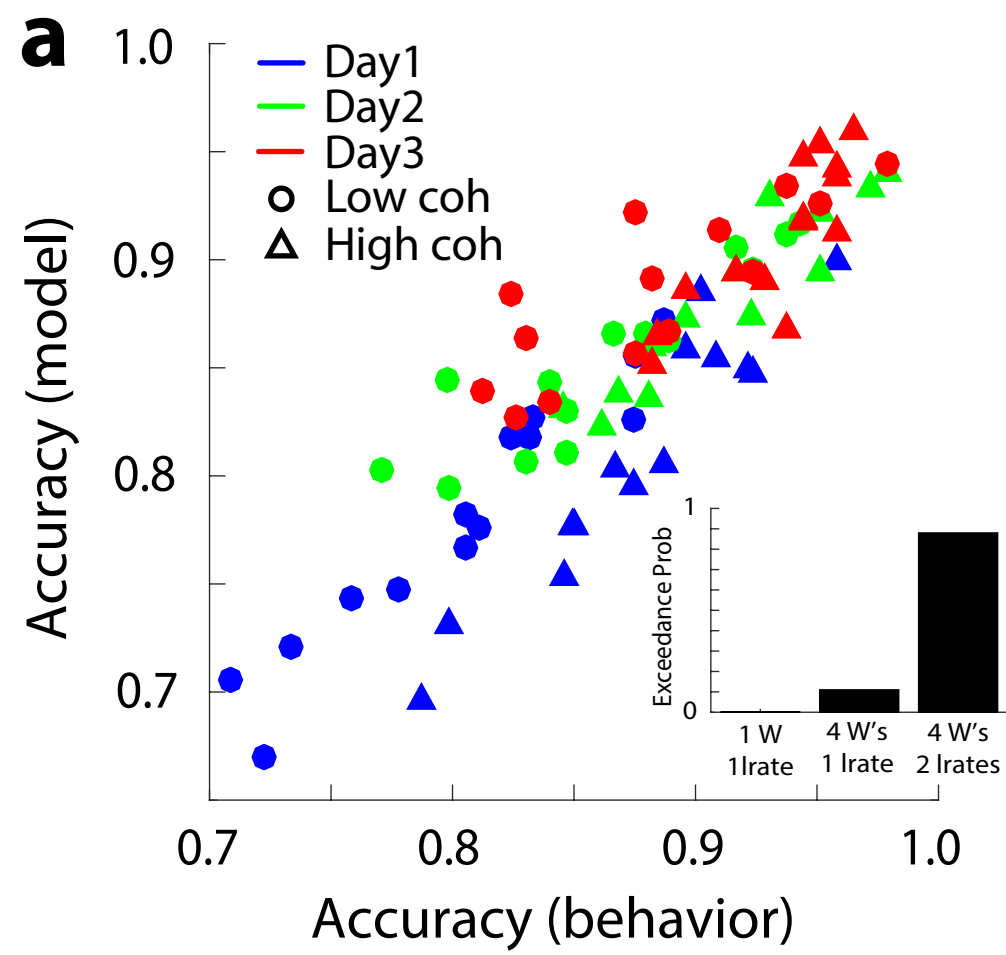 a
1.0
0.9
0.8
0.7
Accuracy (model)
Day1
Day2
Day3
Low coh
High coh
Exceedance Prob
1
0
1 W
1lrate
4 W's
1 lrate
4 W's
2 lrates
0.7
0.8
0.9
1.0
Accuracy (behavior)